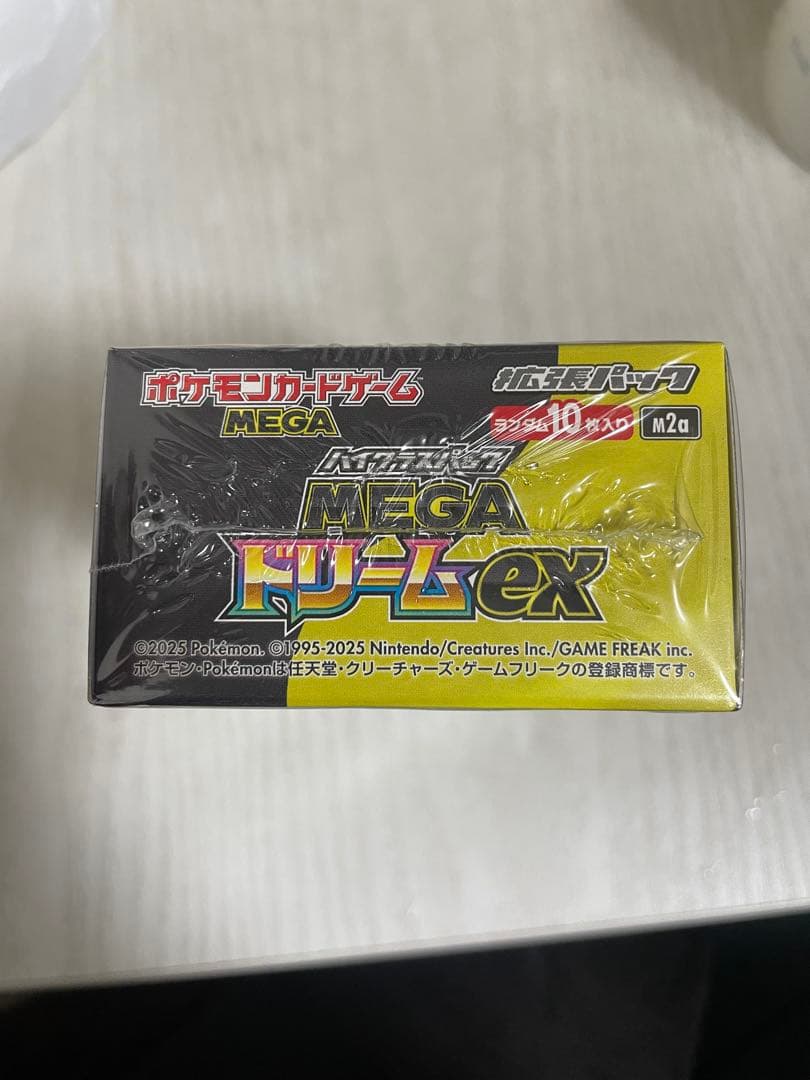 ポケモンカードゲーム
MEGA
拡張パック
ランダム10枚入り M2a
ハイクラスパック
MEGA
ドリームex
©2025 Pokémon. ©1995-2025 Nintendo/Creatures Inc./GAME FREAK inc.
ポケモン・Pokémonは任天堂・クリーチャーズ・ゲームフリークの登録商標です。